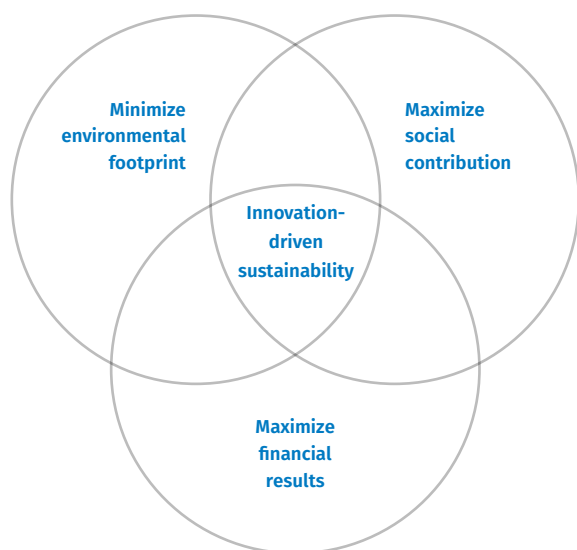 Minimize
environmental
footprint
Maximize
social
contribution
Innovation-
driven
sustainability
Maximize
financial
results